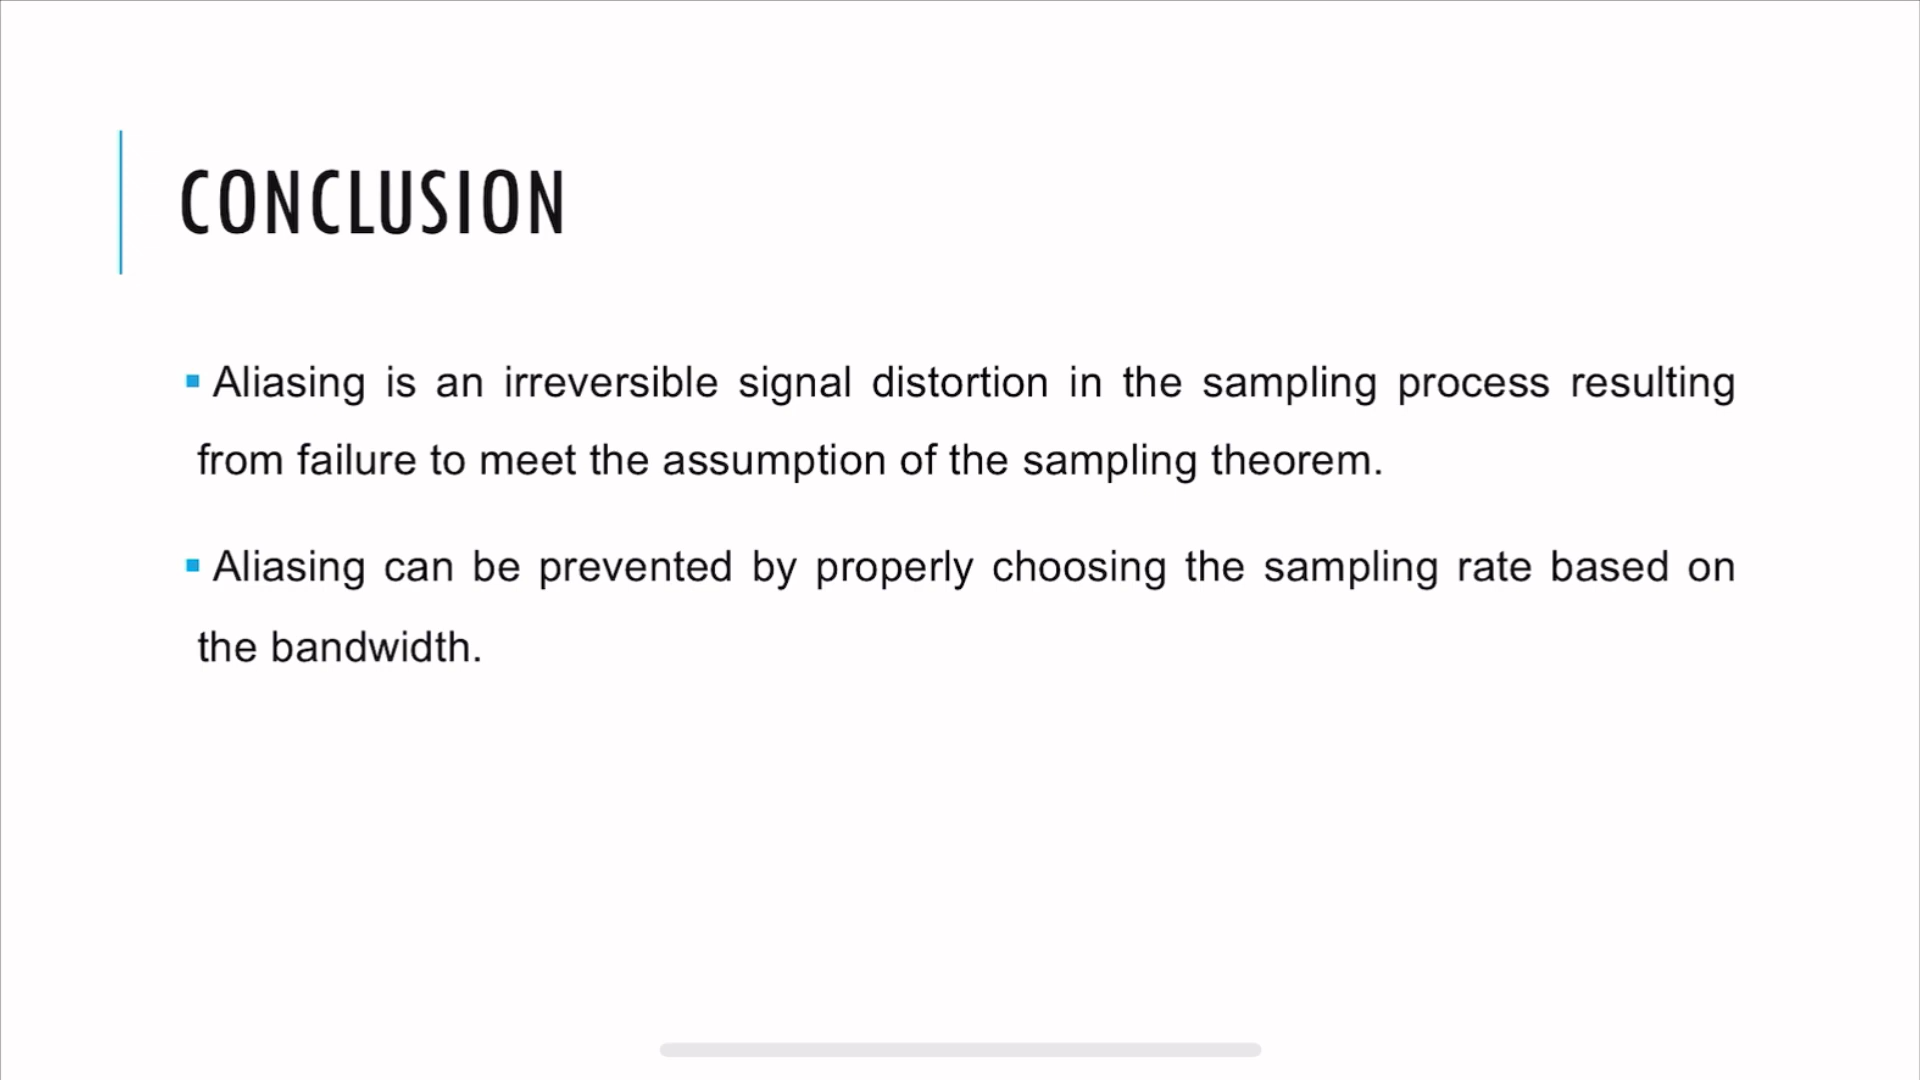 CONCLUSION
▪ Aliasing is an irreversible signal distortion in the sampling process resulting
from failure to meet the assumption of the sampling theorem.
▪ Aliasing can be prevented by properly choosing the sampling rate based on
the bandwidth.